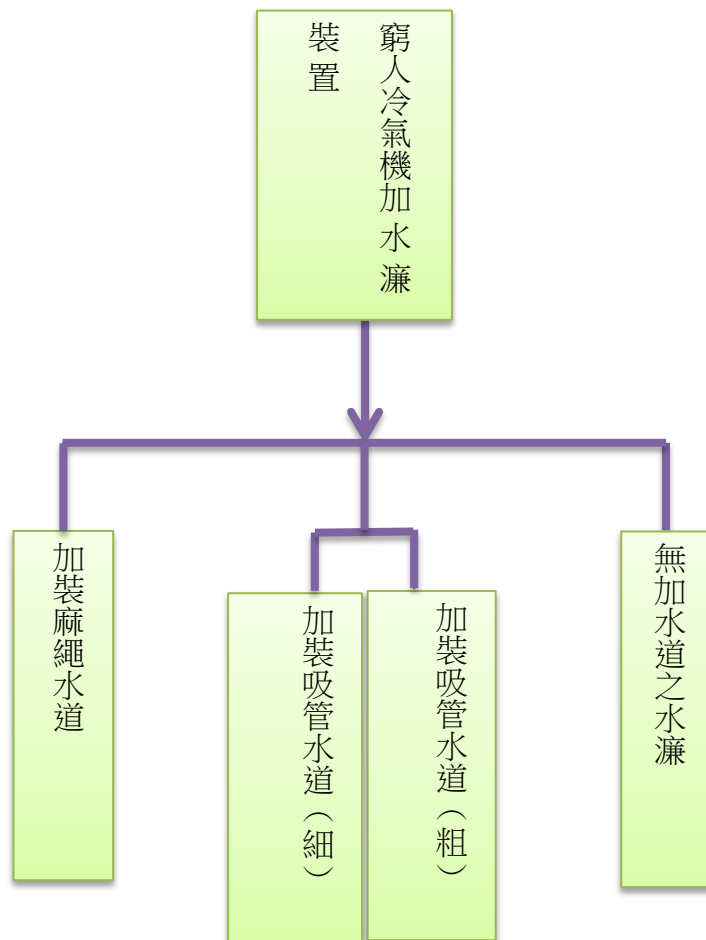 窮人冷氣機加水濂
裝置
無加水道之水濂
加裝吸管水道（粗）
加裝吸管水道（細）
加裝麻繩水道